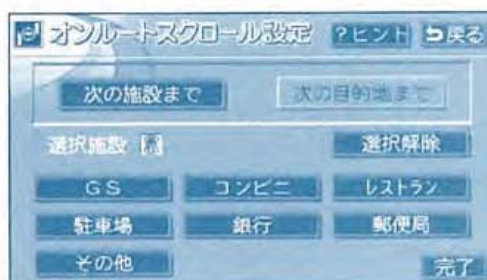 オンルートスクロール設定 ?ヒント 戻る
次の施設まで 次の目的地まで
選択施設 選択解除
GS コンビニ レストラン
駐車場 銀行 郵便局
その他 完了